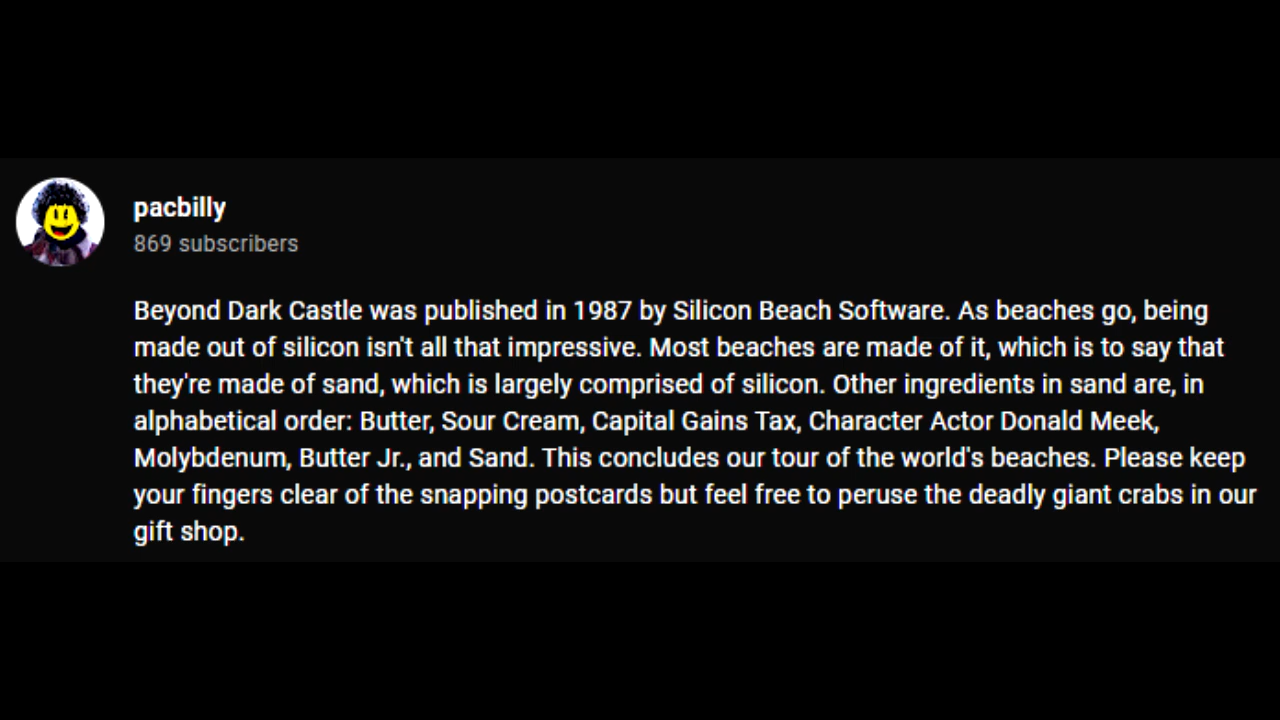 pacbilly
869 subscribers
Beyond Dark Castle was published in 1987 by Silicon Beach Software. As beaches go, being
made out of silicon isn't all that impressive. Most beaches are made of it, which is to say that
they're made of sand, which is largely comprised of silicon. Other ingredients in sand are, in
alphabetical order: Butter, Sour Cream, Capital Gains Tax, Character Actor Donald Meek,
Molybdenum, Butter Jr., and Sand. This concludes our tour of the world's beaches. Please keep
your fingers clear of the snapping postcards but feel free to peruse the deadly giant crabs in our
gift shop.